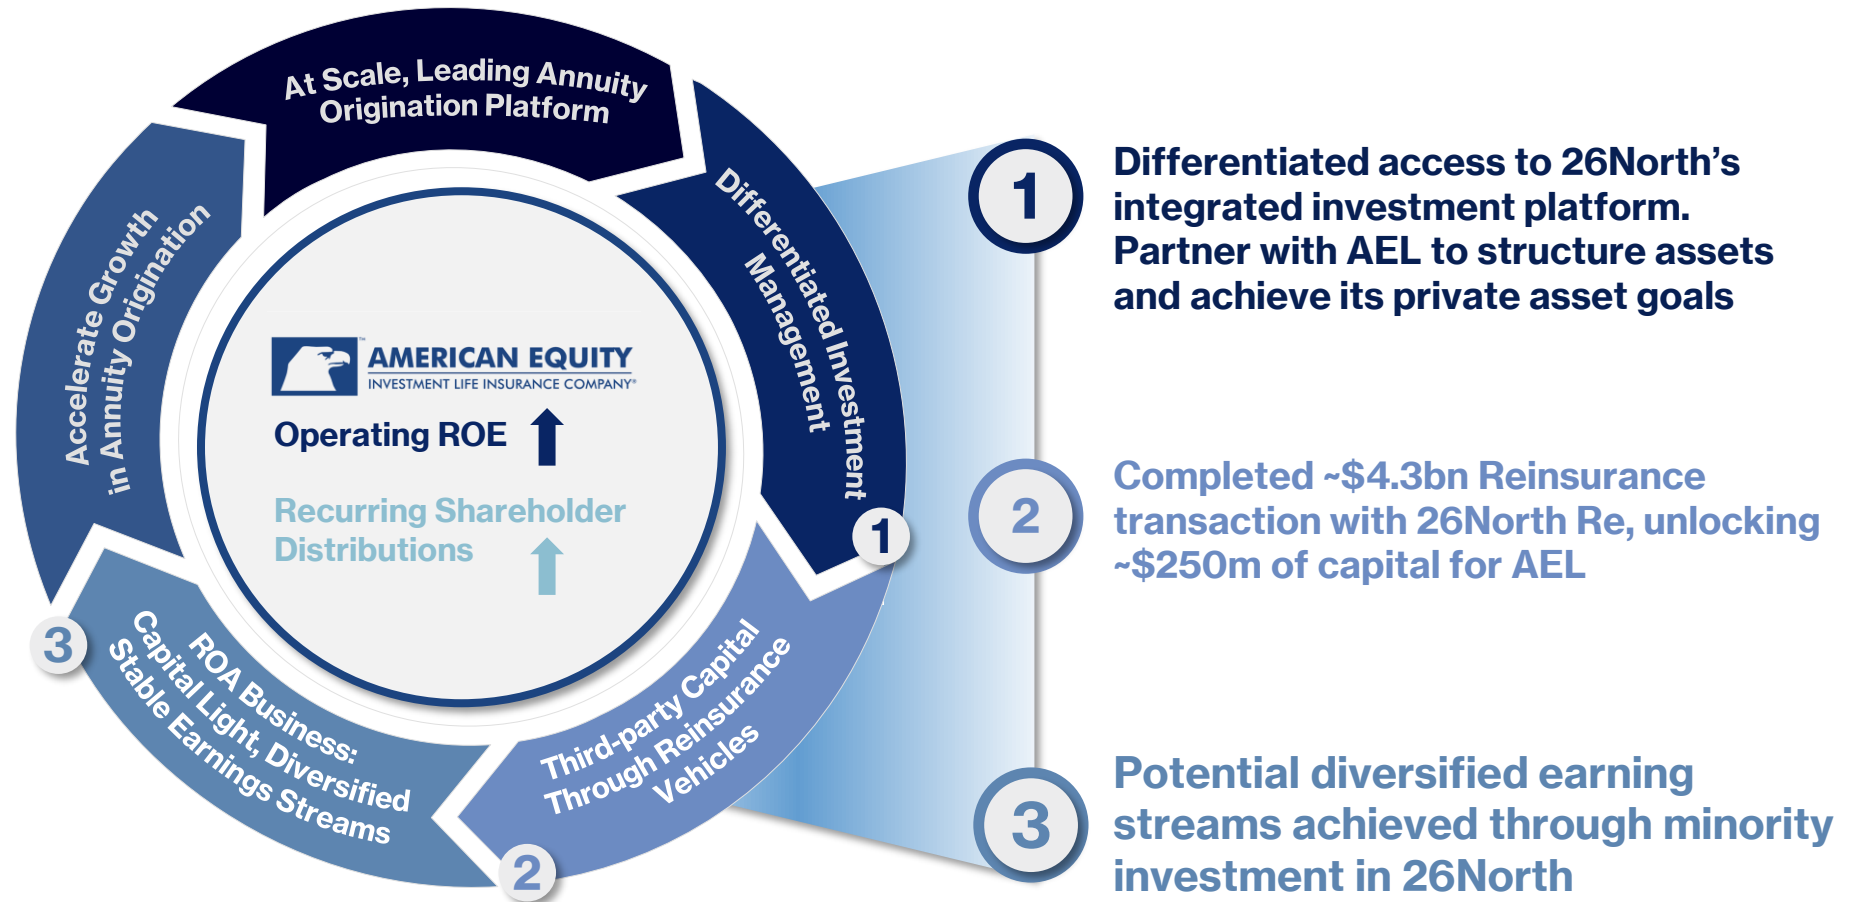 At Scale, Leading Annuity
Origination Platform
Differentiated Investment
Management
1
Third-party Capital
Through Reinsurance
Vehicles
2
ROA Business:
Capital Light, Diversified
Stable Earnings Streams
3
Accelerate Growth
in Annuity Origination
AMERICAN EQUITY
INVESTMENT LIFE INSURANCE COMPANY®
Operating ROE
Recurring Shareholder
Distributions
1
Differentiated access to 26North’s
integrated investment platform.
Partner with AEL to structure assets
and achieve its private asset goals
2
Completed ~$4.3bn Reinsurance
transaction with 26North Re, unlocking
~$250m of capital for AEL
3
Potential diversified earning
streams achieved through minority
investment in 26North